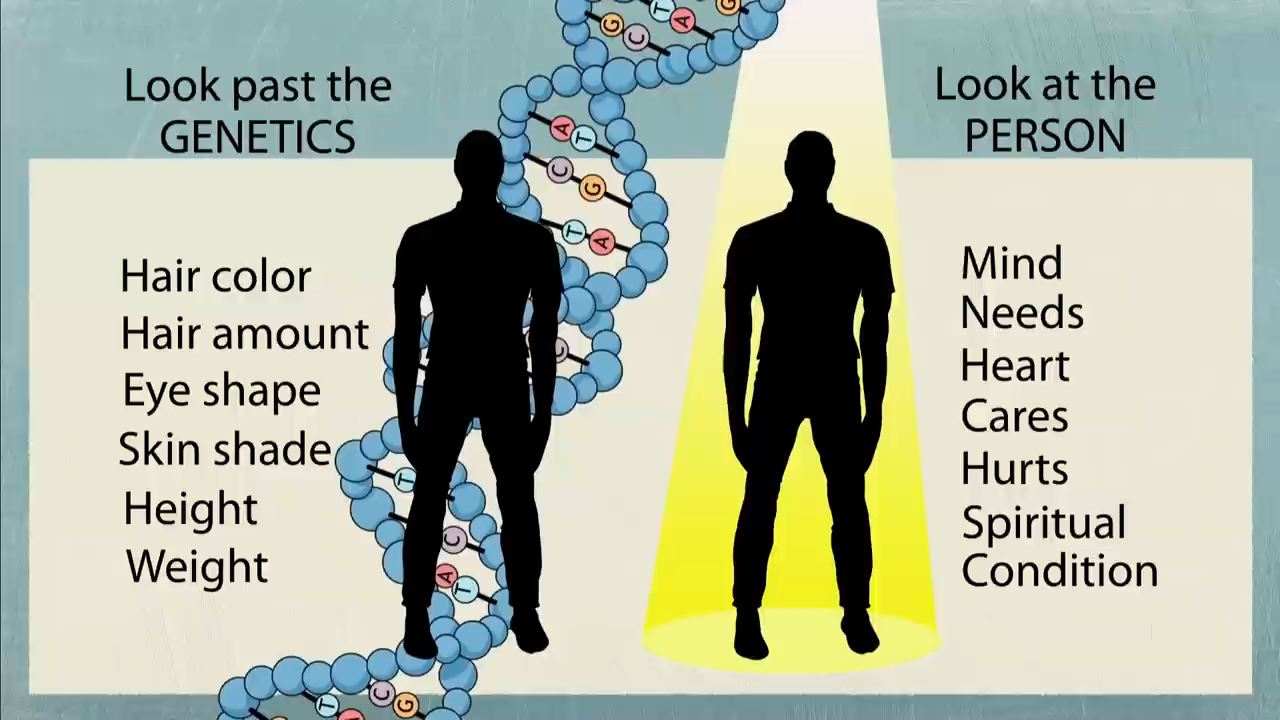 Look past the
GENETICS
Hair color
Hair amount
Eye shape
Skin shade
Height
Weight
Look at the
PERSON
Mind
Needs
Heart
Cares
Hurts
Spiritual
Condition
G
C
T
A
G
A
T
C
G
T
A
C
T
C
A
T
T
C
A
G